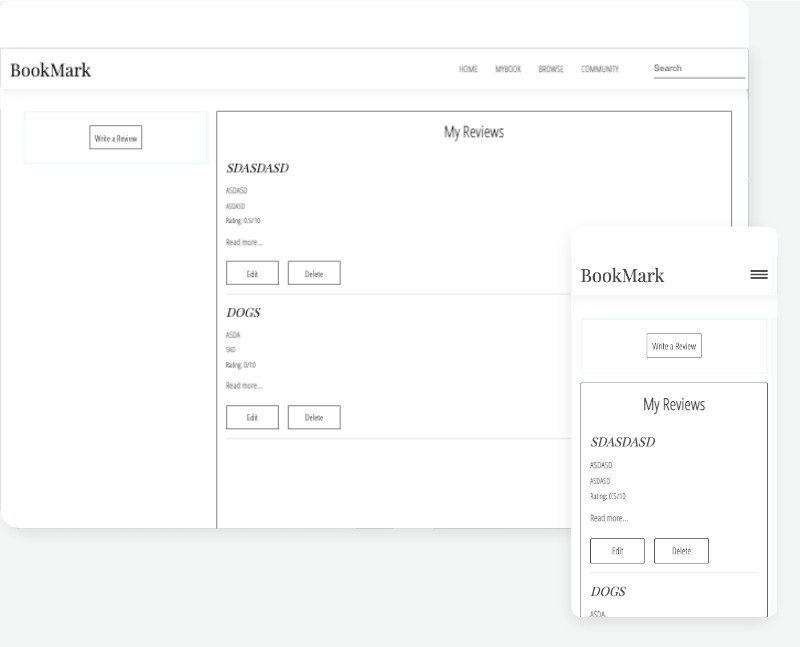 BookMark
HOME MYBOOK BROWSE COMMUNITY Search
Write a Review
My Reviews
SDASDASD
ASDASD
ASDASD
Rating: 0.5/10
Read more...
Edit Delete
DOGS
ASDA
SAD
Rating: 0/10
Read more...
Edit Delete
BookMark
Write a Review
My Reviews
SDASDASD
ASDASD
ASDASD
Rating: 0.5/10
Read more...
Edit Delete
DOGS
ASDA